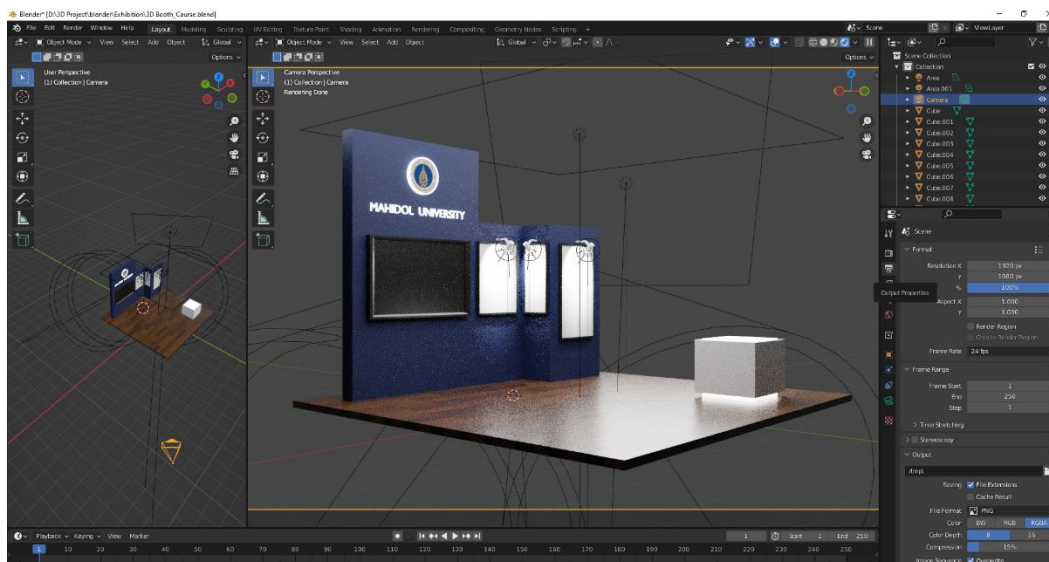 Blender* [D:\3D Project\blender\Exhibition\3D Booth_Caurse.blend]
File Edit Render Window Help Layout Modeling Sculpting UV Editing Texture Paint Shading Animation Rendering Compositing Geometry Nodes Scripting + Scene ViewLayer
Object Mode View Select Add Object Global
Object Mode View Select Add Object Global
Options
Options
User Perspective
(1) Collection | Camera
Camera Perspective
(1) Collection | Camera
Rendering Done
MAHIDOL UNIVERSITY
Scene Collection
Collection
Area
Area.001
Camera
Cube
Cube.001
Cube.002
Cube.003
Cube.004
Cube.005
Cube.006
Cube.007
Cube.008
Scene
Format
Resolution X 1920 px
Y 1080 px
% 100%
Output Properties
Aspect X 1.000
Y 1.000
Render Region
Crop to Render Region
Frame Rate 24 fps
Frame Range
Frame Start 1
End 250
Step 1
Time Stretching
Stereoscopy
Output
/tmp\
Saving File Extensions
Cache Result
File Format PNG
Color BW RGB RGBA
Color Depth 8 16
Compression 15%
Image Sequence Overwrite
Playback Keying View Marker 1 Start 1 End 250
1 10 20 30 40 50 60 70 80 90 100 110 120 130 140 150 160 170 180 190 200 210 220 230 240 250